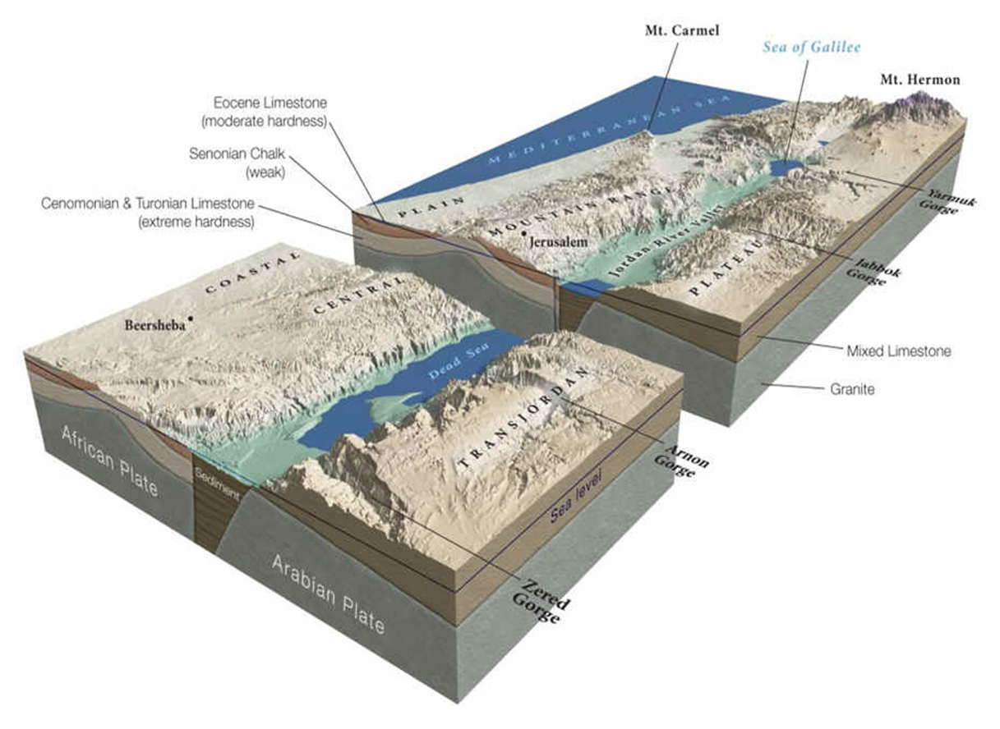 Mt. Carmel
Sea of Galilee
Mt. Hermon
Eocene Limestone
(moderate hardness)
Senonian Chalk
(weak)
Cenomonian & Turonian Limestone
(extreme hardness)
MEDITERRANEAN SEA
PLAIN
MOUNTAIN RANGE
Jerusalem
Jordan River Valley
PLATEAU
Yarmuk
Gorge
Jabbok
Gorge
Mixed Limestone
Granite
COASTAL
CENTRAL
Beersheba
Dead Sea
TRANSJORDAN
Arnon
Gorge
Sea level
African Plate
Sediment
Arabian Plate
Zered
Gorge